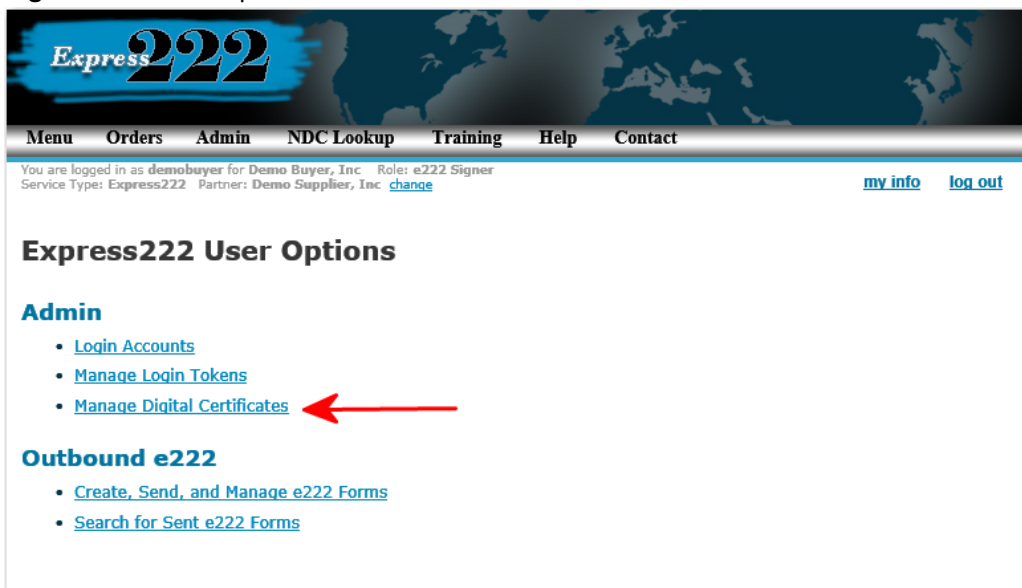 Express222
Menu Orders Admin NDC Lookup Training Help Contact
You are logged in as demobuyer for Demo Buyer, Inc Role: e222 Signer
Service Type: Express222 Partner: Demo Supplier, Inc change
my info log out
Express222 User Options
Admin
• Login Accounts
• Manage Login Tokens
• Manage Digital Certificates
Outbound e222
• Create, Send, and Manage e222 Forms
• Search for Sent e222 Forms